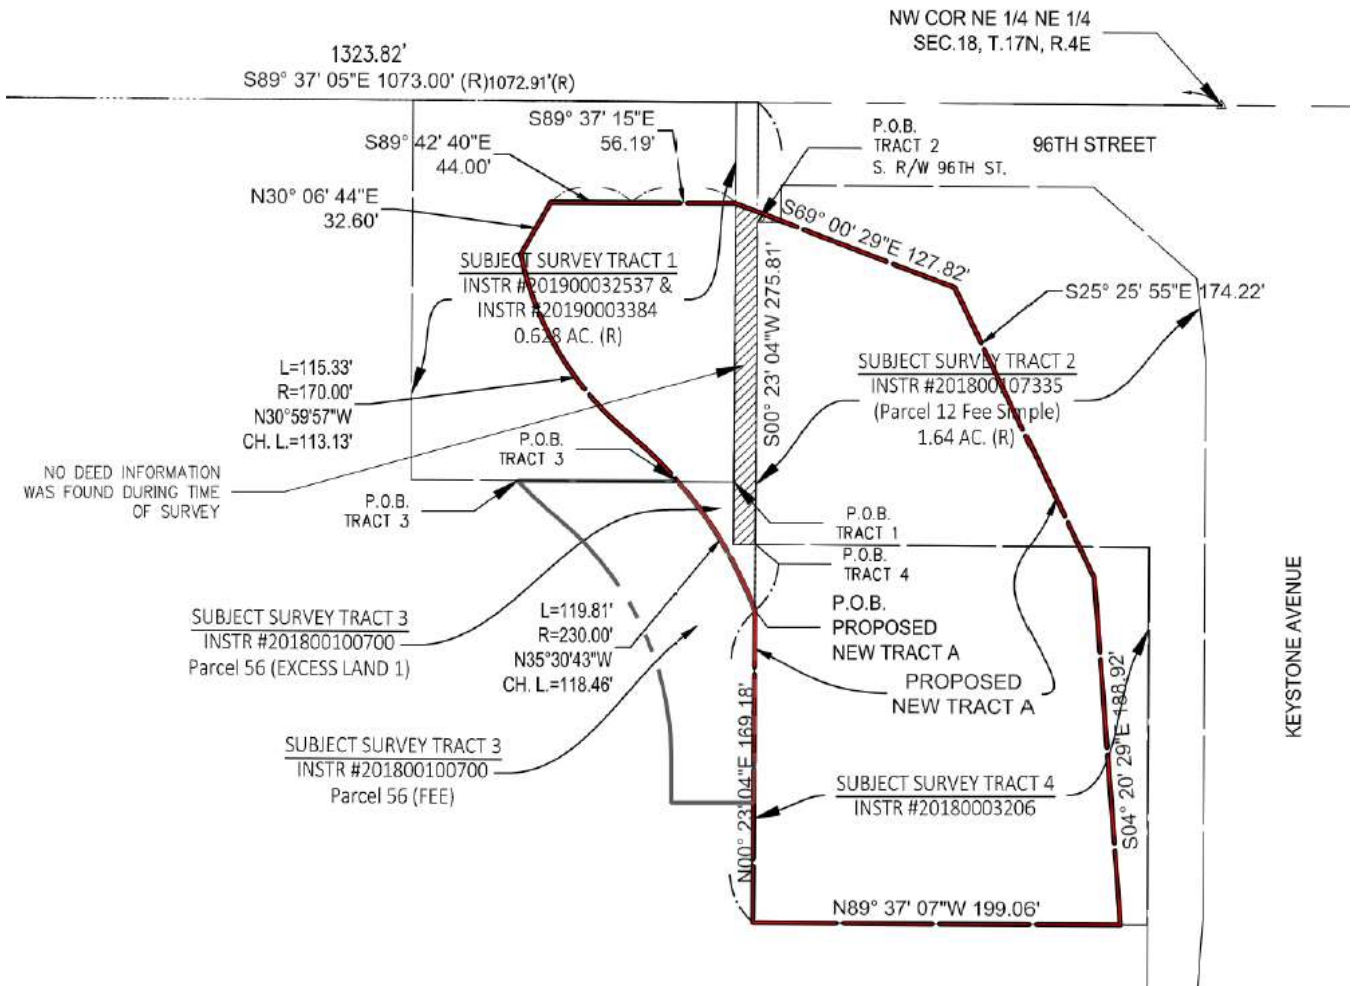 NW COR NE 1/4 NE 1/4
SEC.18, T.17N, R.4E
1323.82'
S89° 37' 05"E 1073.00' (R)1072.91'(R)
S89° 37' 15"E
56.19'
S89° 42' 40"E
44.00'
P.O.B.
TRACT 2
S. R/W 96TH ST.
96TH STREET
N30° 06' 44"E
32.60'
S69° 00' 29"E 127.82'
SUBJECT SURVEY TRACT 1
INSTR #201900032537 &
INSTR #20190003384
0.628 AC. (R)
S00° 23' 04"W 275.81'
S25° 25' 55"E 174.22'
SUBJECT SURVEY TRACT 2
INSTR #201800107335
(Parcel 12 Fee Simple)
1.64 AC. (R)
L=115.33'
R=170.00'
N30°59'57"W
CH. L.=113.13'
P.O.B.
TRACT 3
NO DEED INFORMATION
WAS FOUND DURING TIME
OF SURVEY
P.O.B.
TRACT 3
P.O.B.
TRACT 1
P.O.B.
TRACT 4
P.O.B.
PROPOSED
NEW TRACT A
SUBJECT SURVEY TRACT 3
INSTR #201800100700
Parcel 56 (EXCESS LAND 1)
L=119.81'
R=230.00'
N35°30'43"W
CH. L.=118.46'
PROPOSED
NEW TRACT A
KEYSTONE AVENUE
SUBJECT SURVEY TRACT 3
INSTR #201800100700
Parcel 56 (FEE)
N00° 23'04"E 169.18'
SUBJECT SURVEY TRACT 4
INSTR #20180003206
S04° 20' 29"E 188.92'
N89° 37' 07"W 199.06'